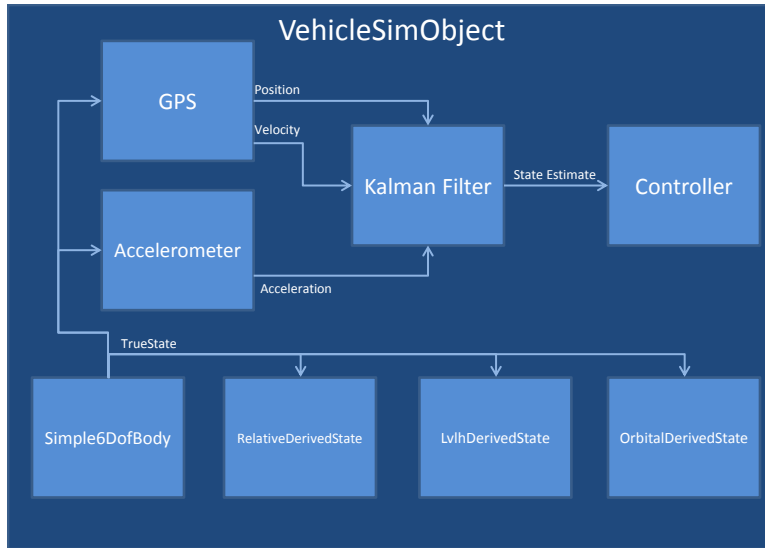 VehicleSimObject
GPS
Position
Velocity
Kalman Filter
State Estimate
Controller
Accelerometer
Acceleration
TrueState
Simple6DofBody
RelativeDerivedState
LvlhDerivedState
OrbitalDerivedState